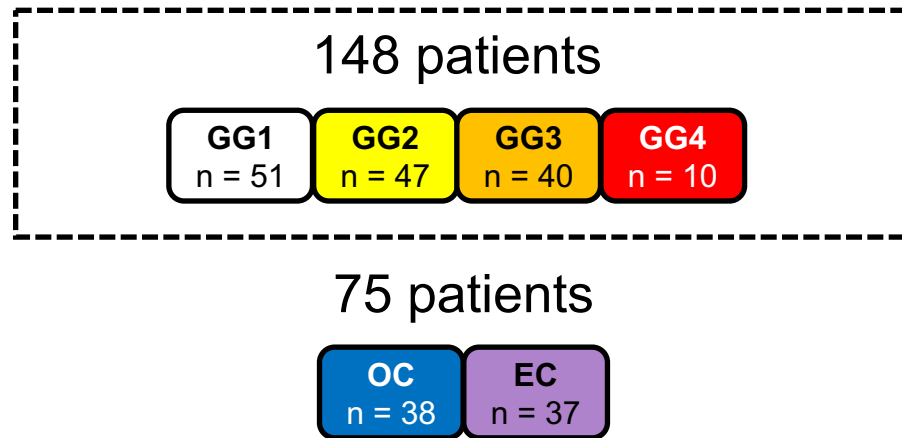 148 patients
GG1 GG2 GG3 GG4
n = 51 n = 47 n = 40 n = 10
75 patients
OC EC
n = 38 n = 37